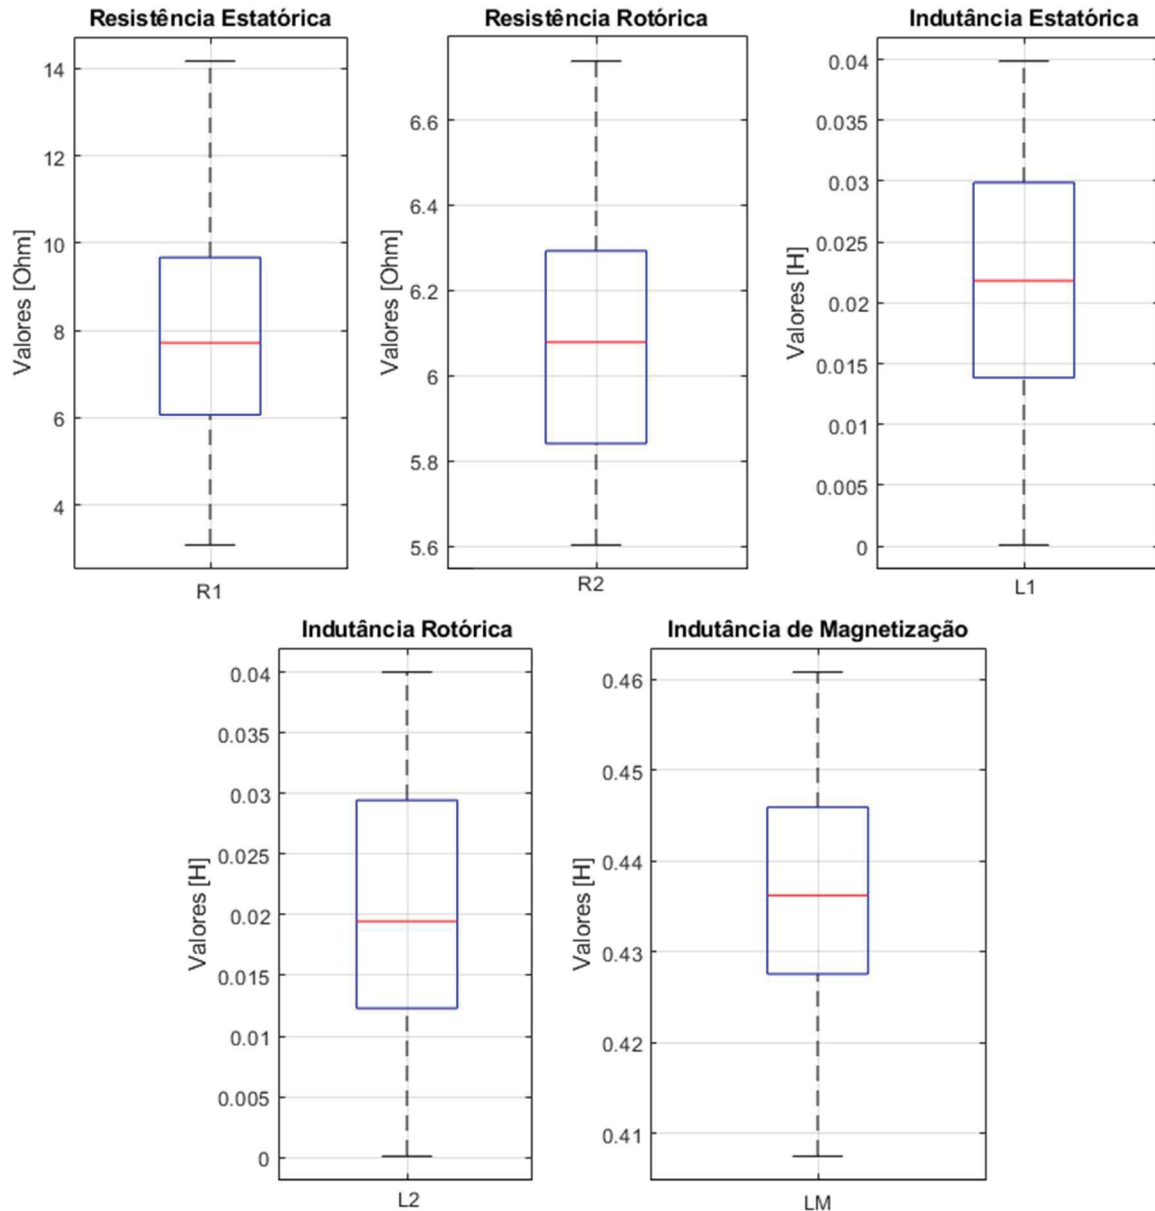 Resistência Estatórica
Valores [Ohm]
14
12
10
8
6
4
R1
Resistência Rotórica
Valores [Ohm]
6.6
6.4
6.2
6
5.8
5.6
R2
Indutância Estatórica
Valores [H]
0.04
0.035
0.03
0.025
0.02
0.015
0.01
0.005
0
L1
Indutância Rotórica
Valores [H]
0.04
0.035
0.03
0.025
0.02
0.015
0.01
0.005
0
L2
Indutância de Magnetização
Valores [H]
0.46
0.45
0.44
0.43
0.42
0.41
LM